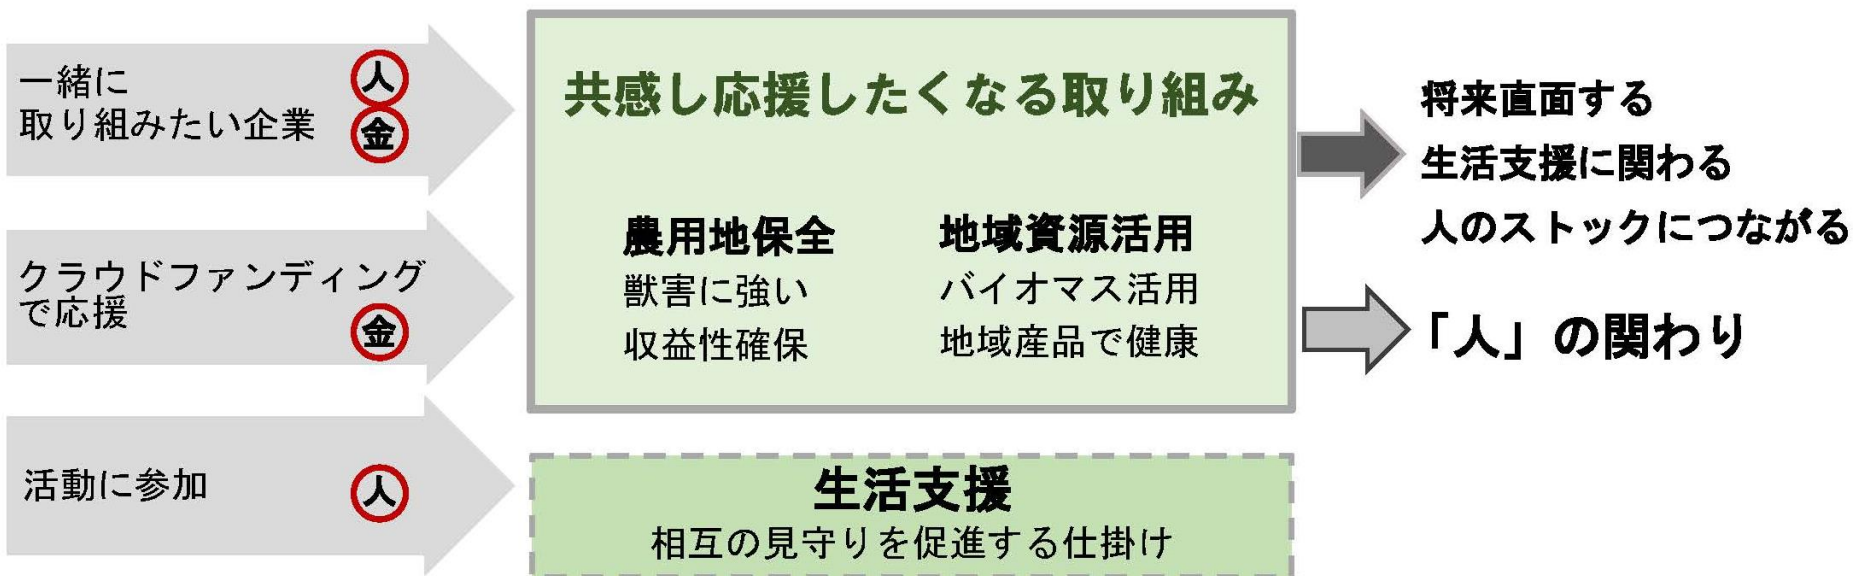 一緒に
取り組みたい企業
人
金
クラウドファンディング
で応援
金
活動に参加
人
共感し応援したくなる取り組み
農用地保全
獣害に強い
収益性確保
地域資源活用
バイオマス活用
地域産品で健康
生活支援
相互の見守りを促進する仕掛け
将来直面する
生活支援に関わる
人のストックにつながる
「人」の関わり